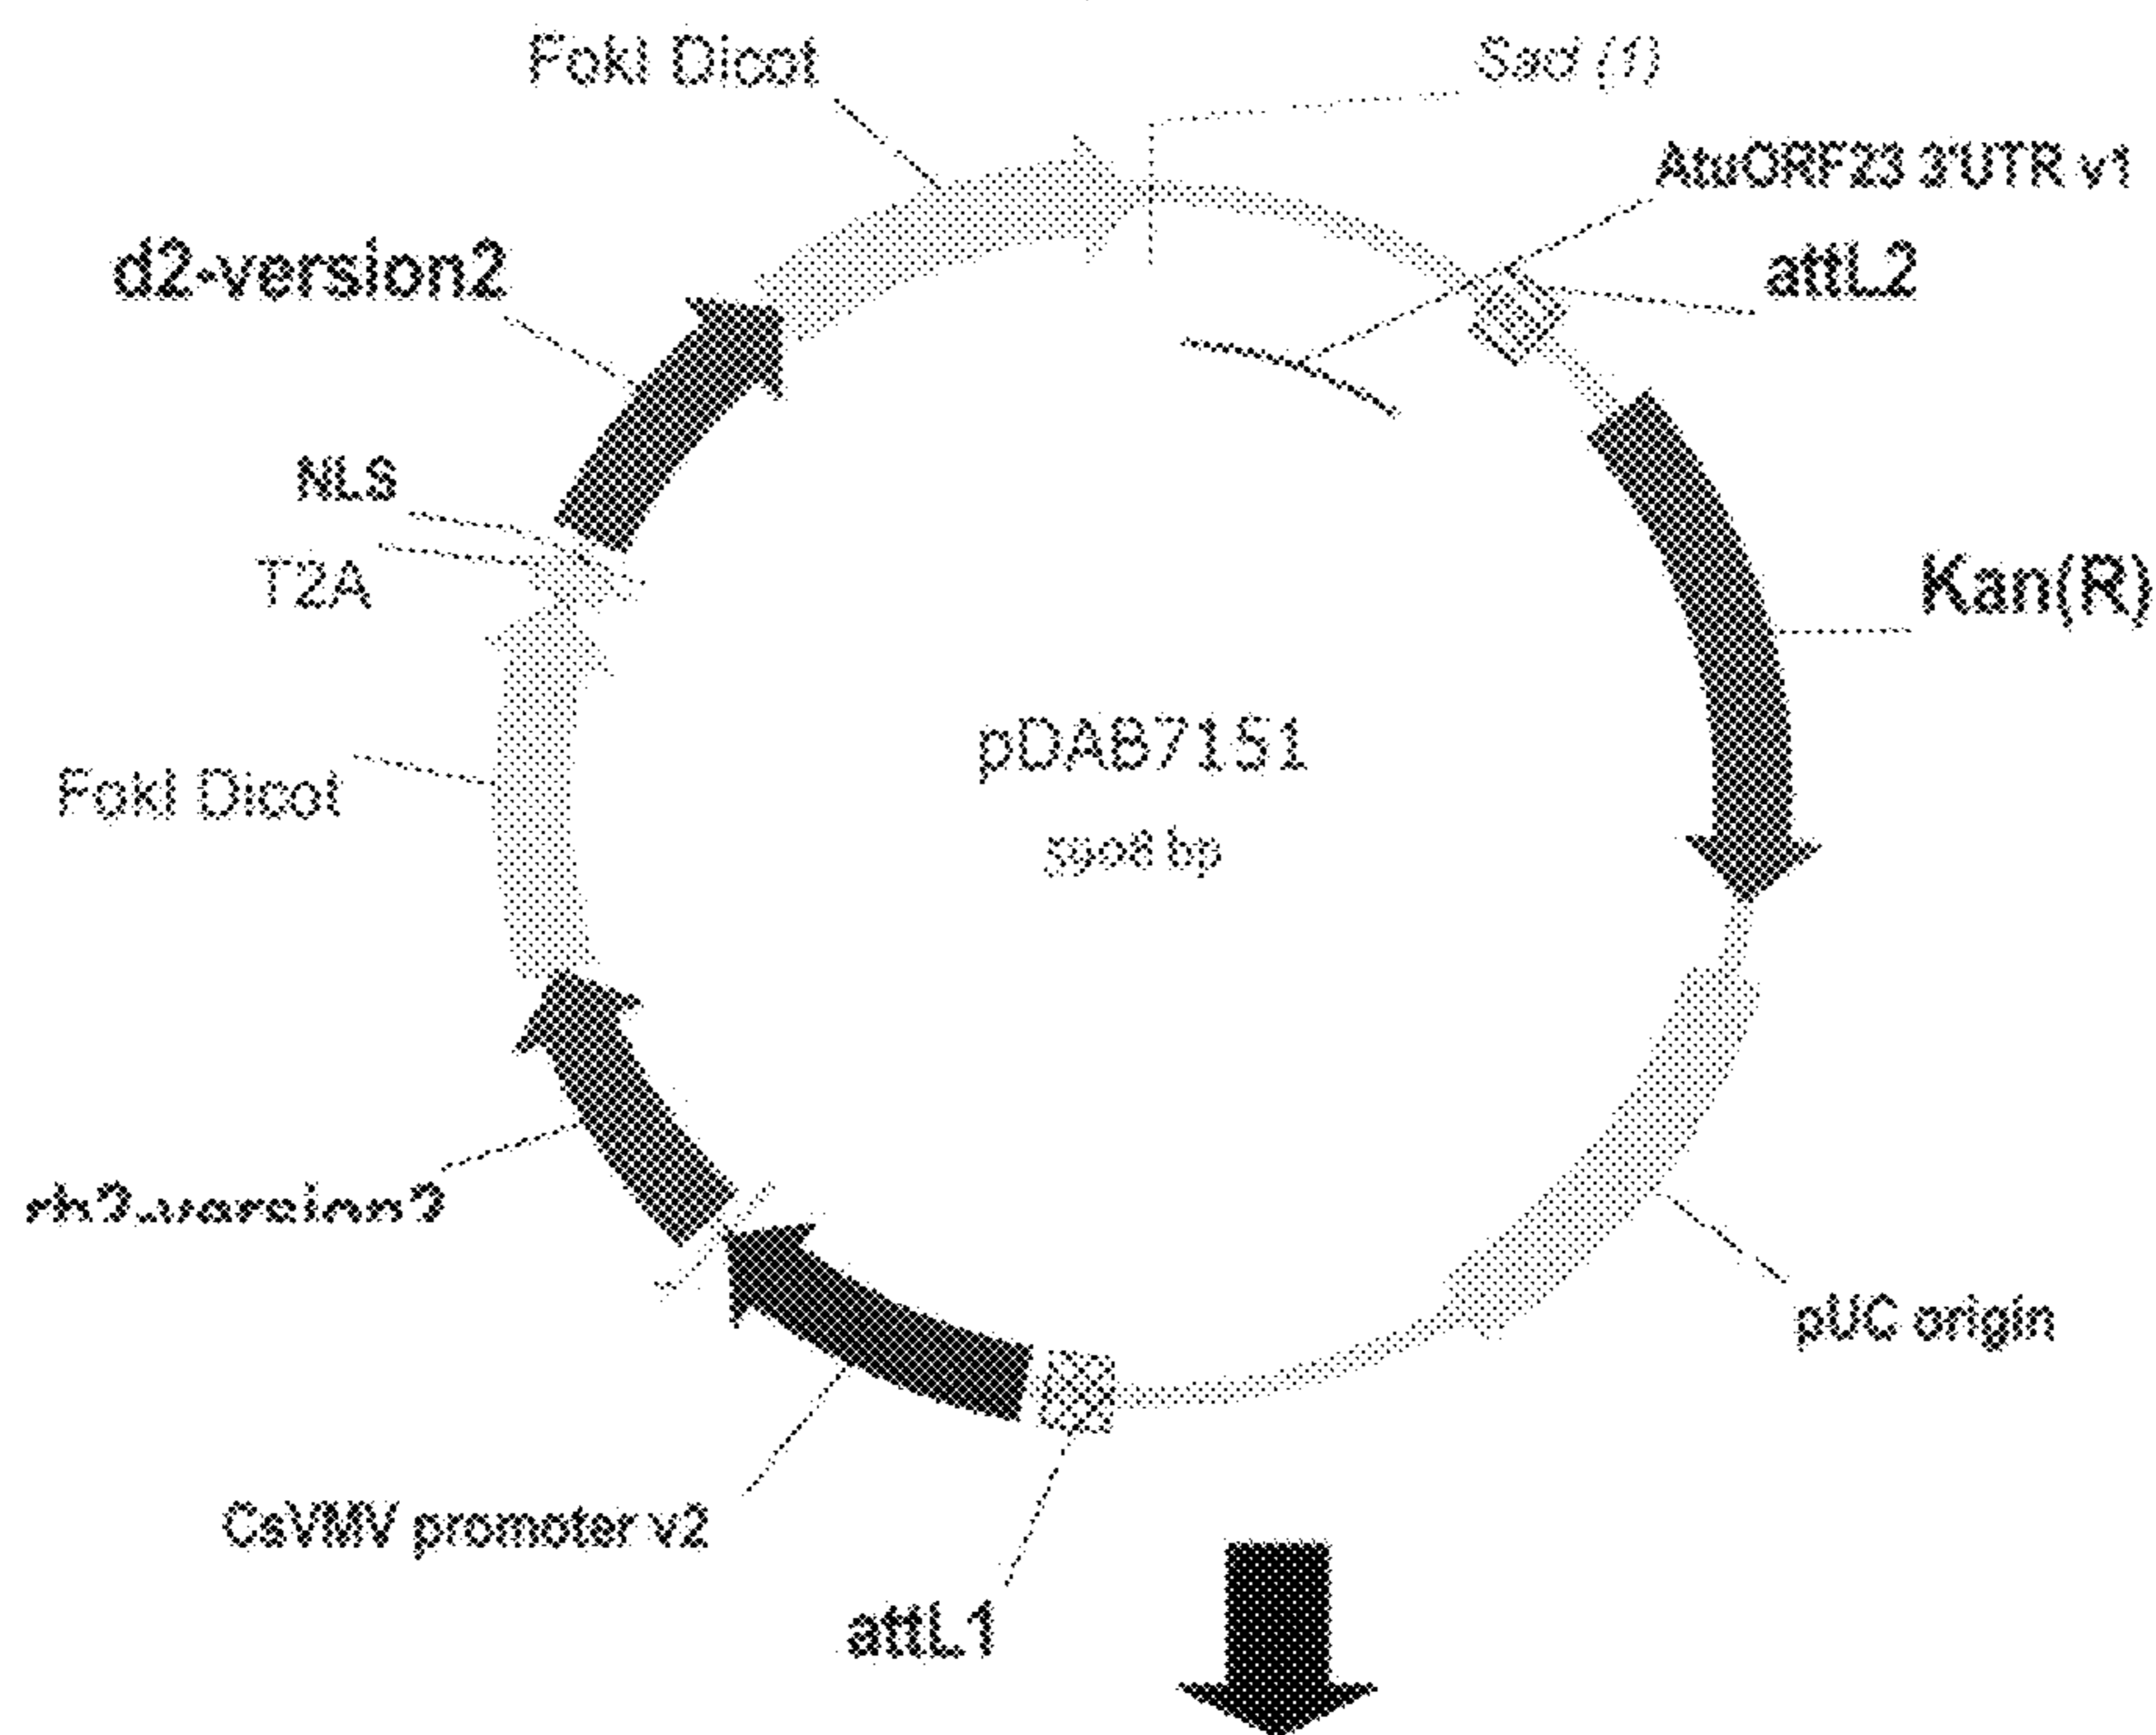 FokI Dicot
SacI (1)
AtuORF23 3'UTR v1
d2-version2
attL2
NLS
T2A
Kan(R)
pDAB7151
bp
FokI Dicot
pUC origin
CsVMV promoter v2
attL1